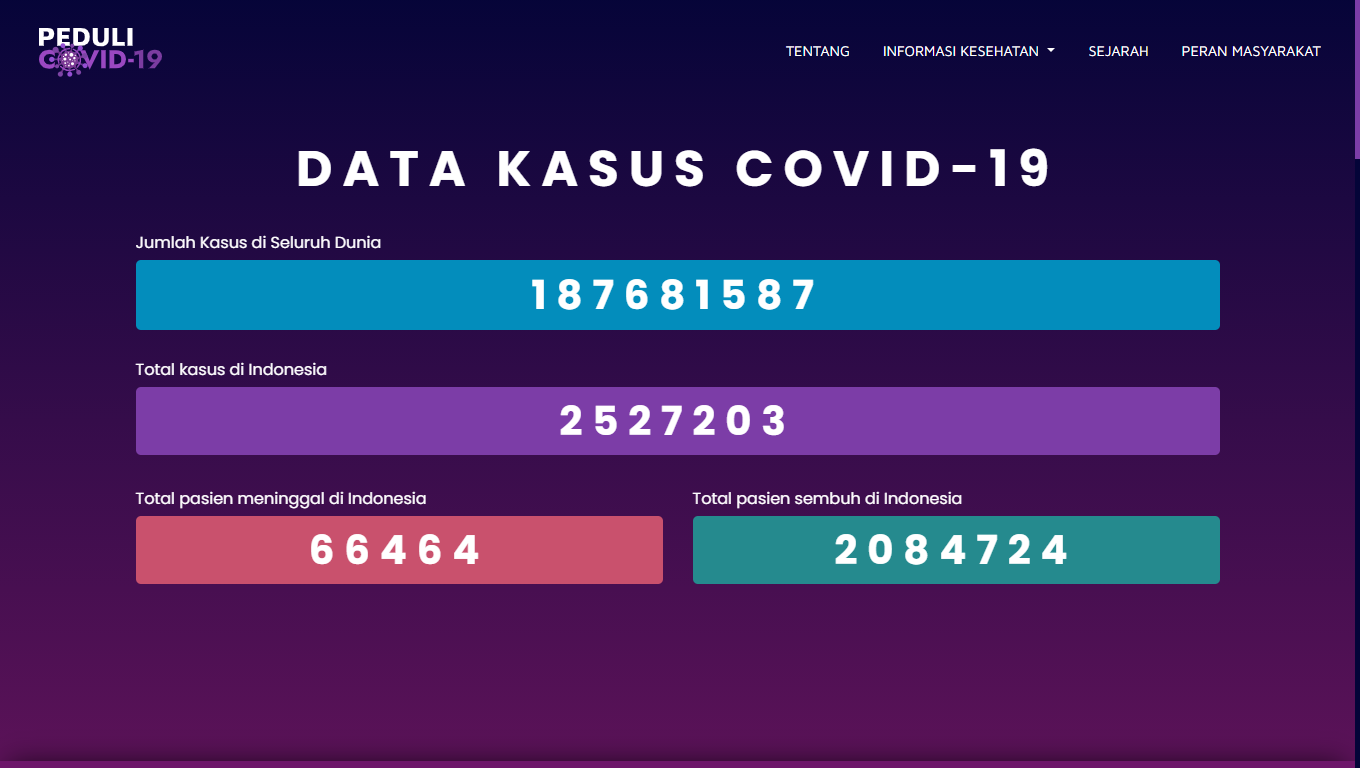 PEDULI
COVID-19
TENTANG INFORMASI KESEHATAN SEJARAH PERAN MASYARAKAT
DATA KASUS COVID-19
Jumlah Kasus di Seluruh Dunia
187681587
Total kasus di Indonesia
2527203
Total pasien meninggal di Indonesia
66464
Total pasien sembuh di Indonesia
2084724